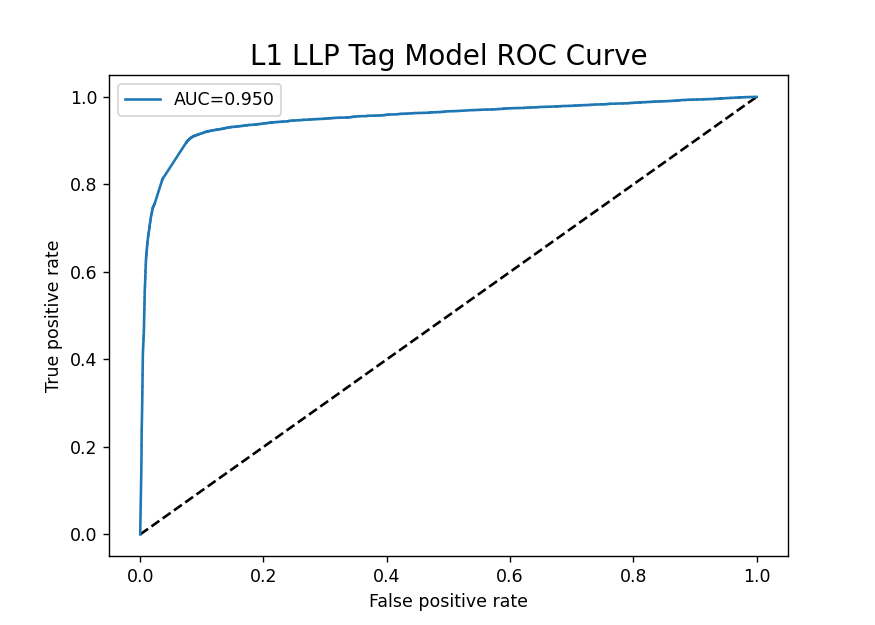 L1 LLP Tag Model ROC Curve
AUC=0.950
1.0
0.8
0.6
0.4
0.2
0.0
True positive rate
0.0 0.2 0.4 0.6 0.8 1.0
False positive rate